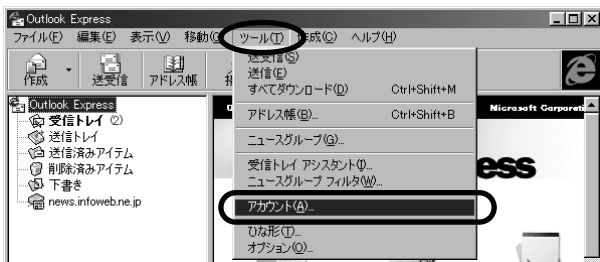 Outlook Express
ファイル(F) 編集(E) 表示(V) 移動(G) ツール(T) 作成(C) ヘルプ(H)
作成 送受信 アドレス帳
送受信(S)
送信(E)
すべてダウンロード(D) Ctrl+Shift+M
アドレス帳(B)... Ctrl+Shift+B
ニュースグループ(G)...
受信トレイ アシスタント(I)...
ニュースグループ フィルタ(W)...
アカウント(A)...
ひな形(T)...
オプション(O)...
Outlook Express
受信トレイ (2)
送信トレイ
送信済みアイテム
削除済みアイテム
下書き
news.infoweb.ne.jp
Microsoft Corporati
ess